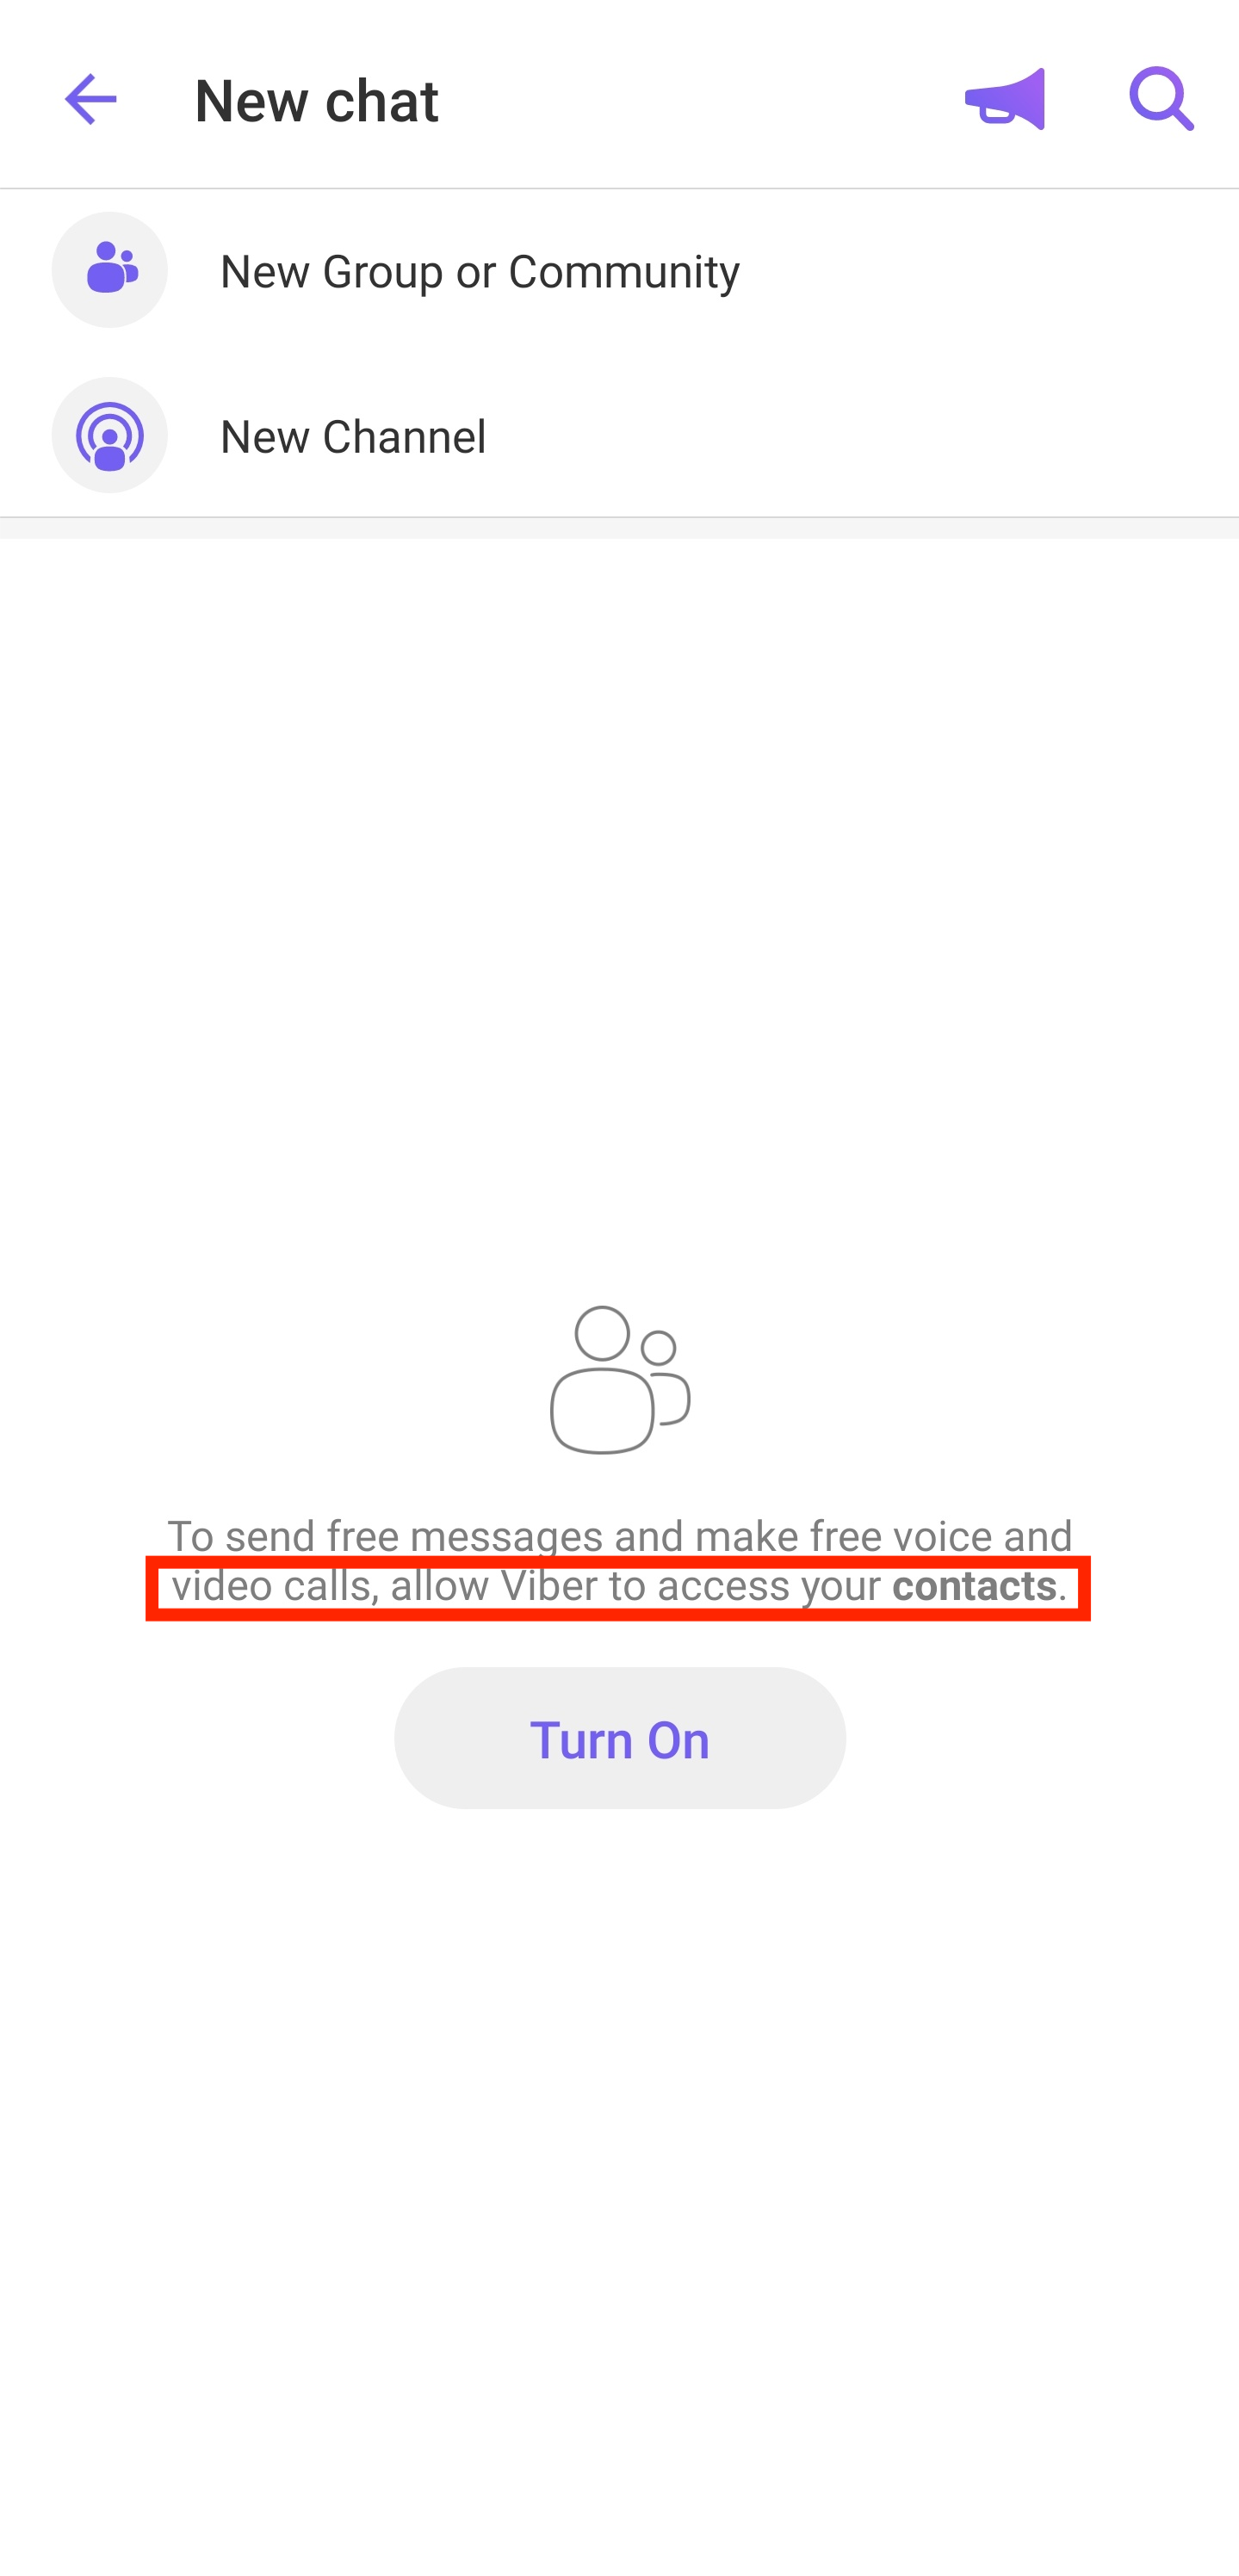 New chat
New Group or Community
New Channel
To send free messages and make free voice and
video calls, allow Viber to access your contacts.
Turn On